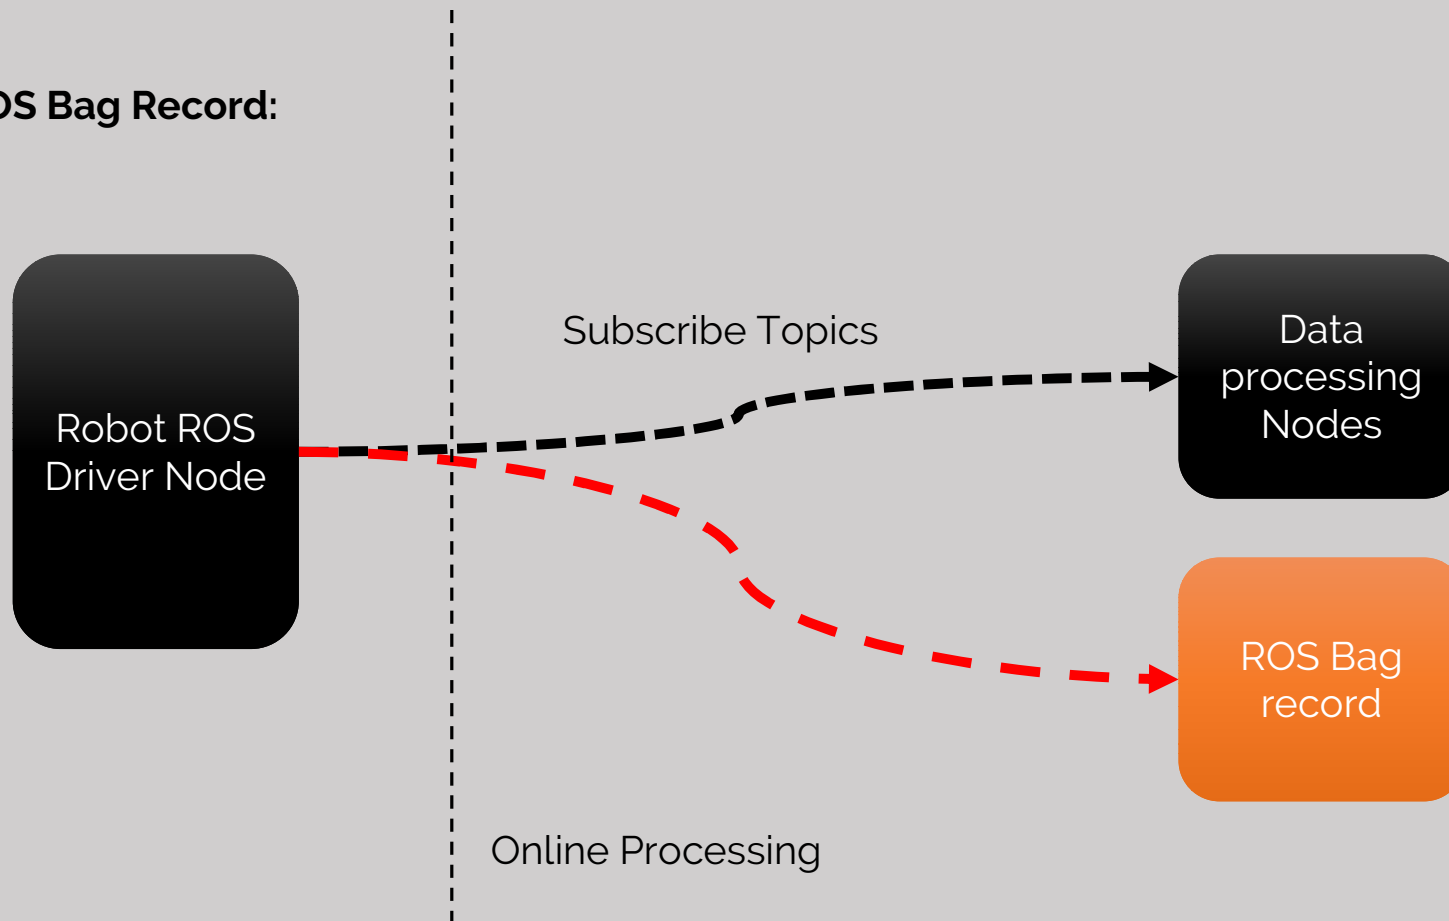 OS Bag Record:
Subscribe Topics
Data
processing
Nodes
Robot ROS
Driver Node
ROS Bag
record
Online Processing